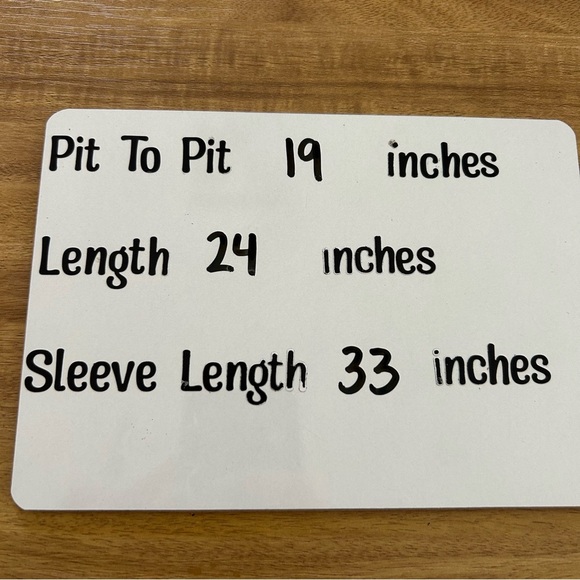 Pit To Pit 19 inches
Length 24 inches
Sleeve Length 33 inches